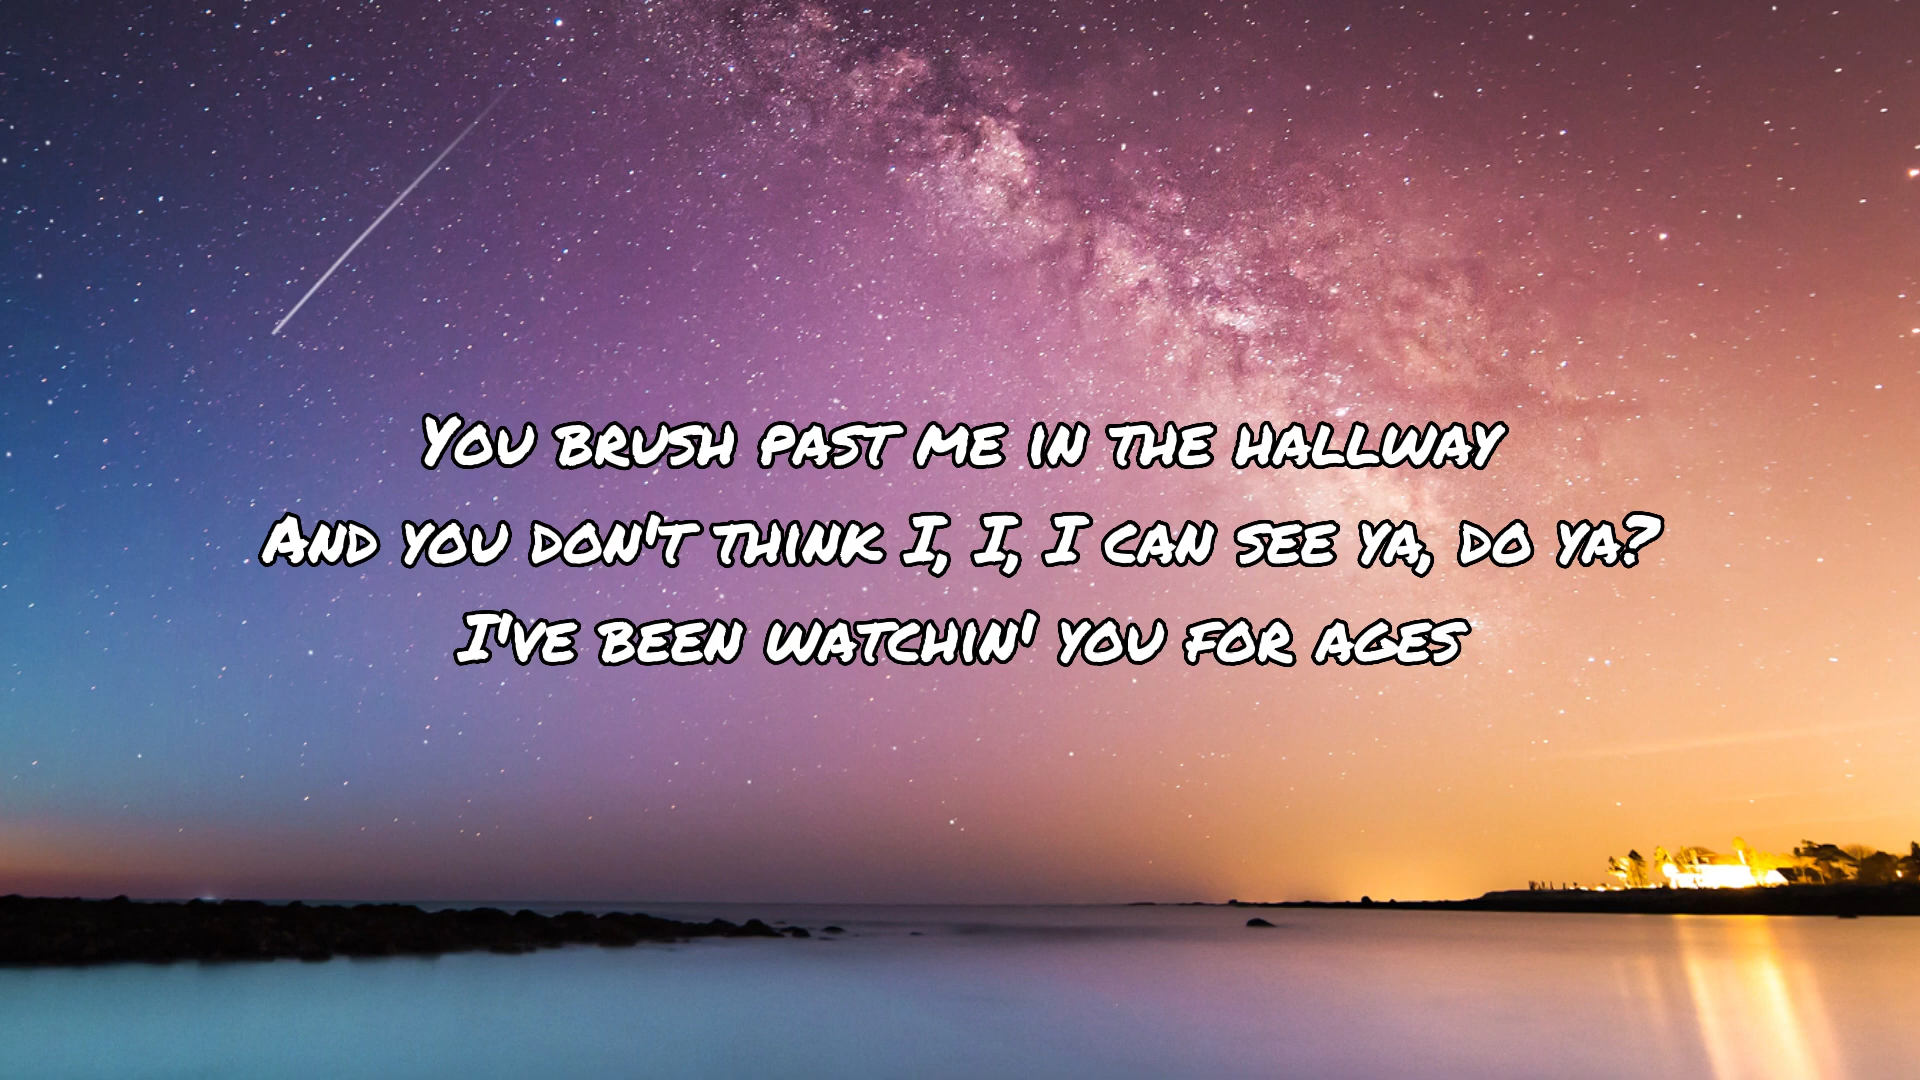 You brush past me in the hallway
And you don't think I, I, I can see ya, do ya?
I've been watchin' you for ages